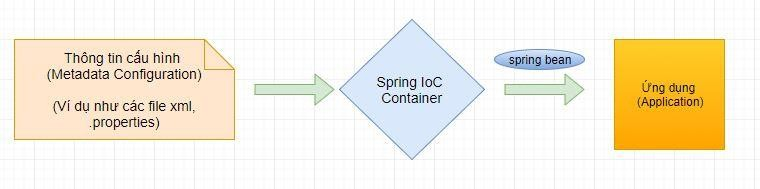 Thông tin cấu hình
(Metadata Configuration)
(Ví dụ như các file xml,
.properties)
Spring IoC
Container
spring bean
Ứng dụng
(Application)